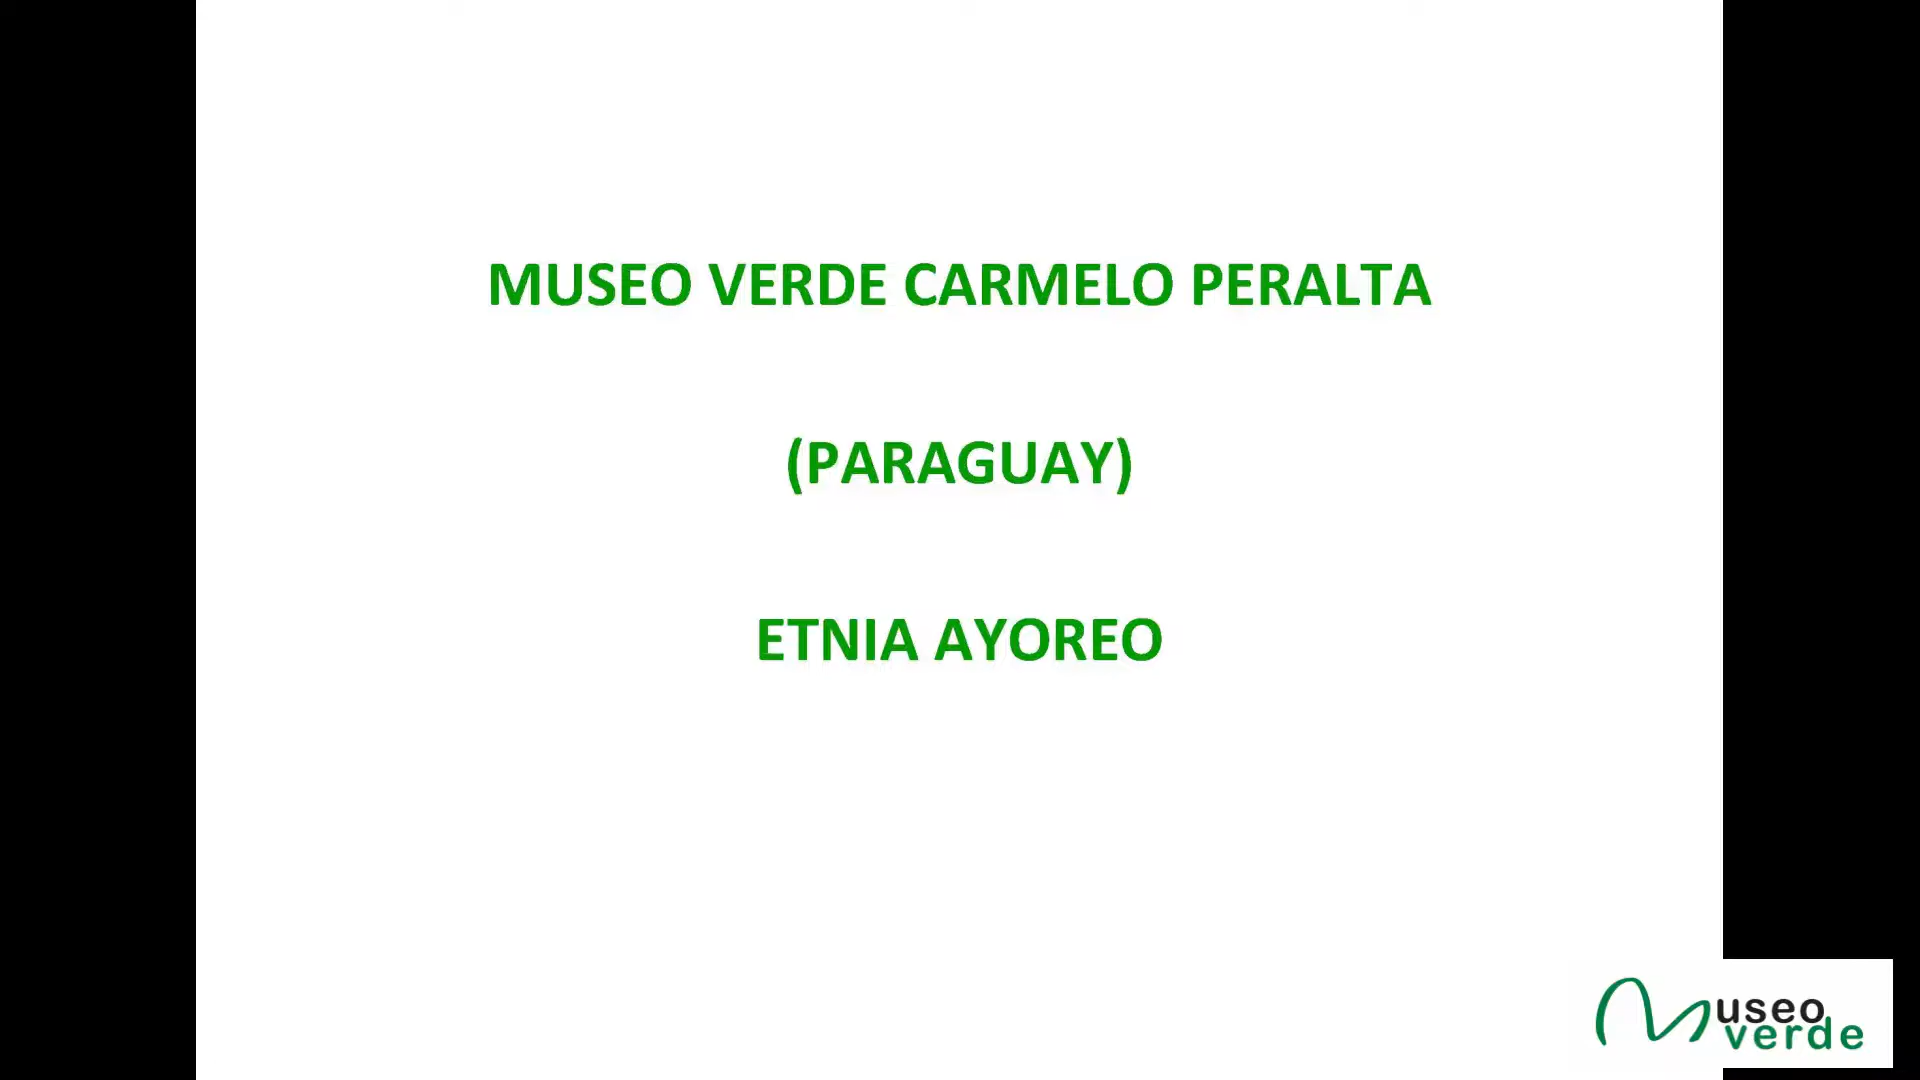 MUSEO VERDE CARMELO PERALTA
(PARAGUAY)
ETNIA AYOREO
Museo
verde